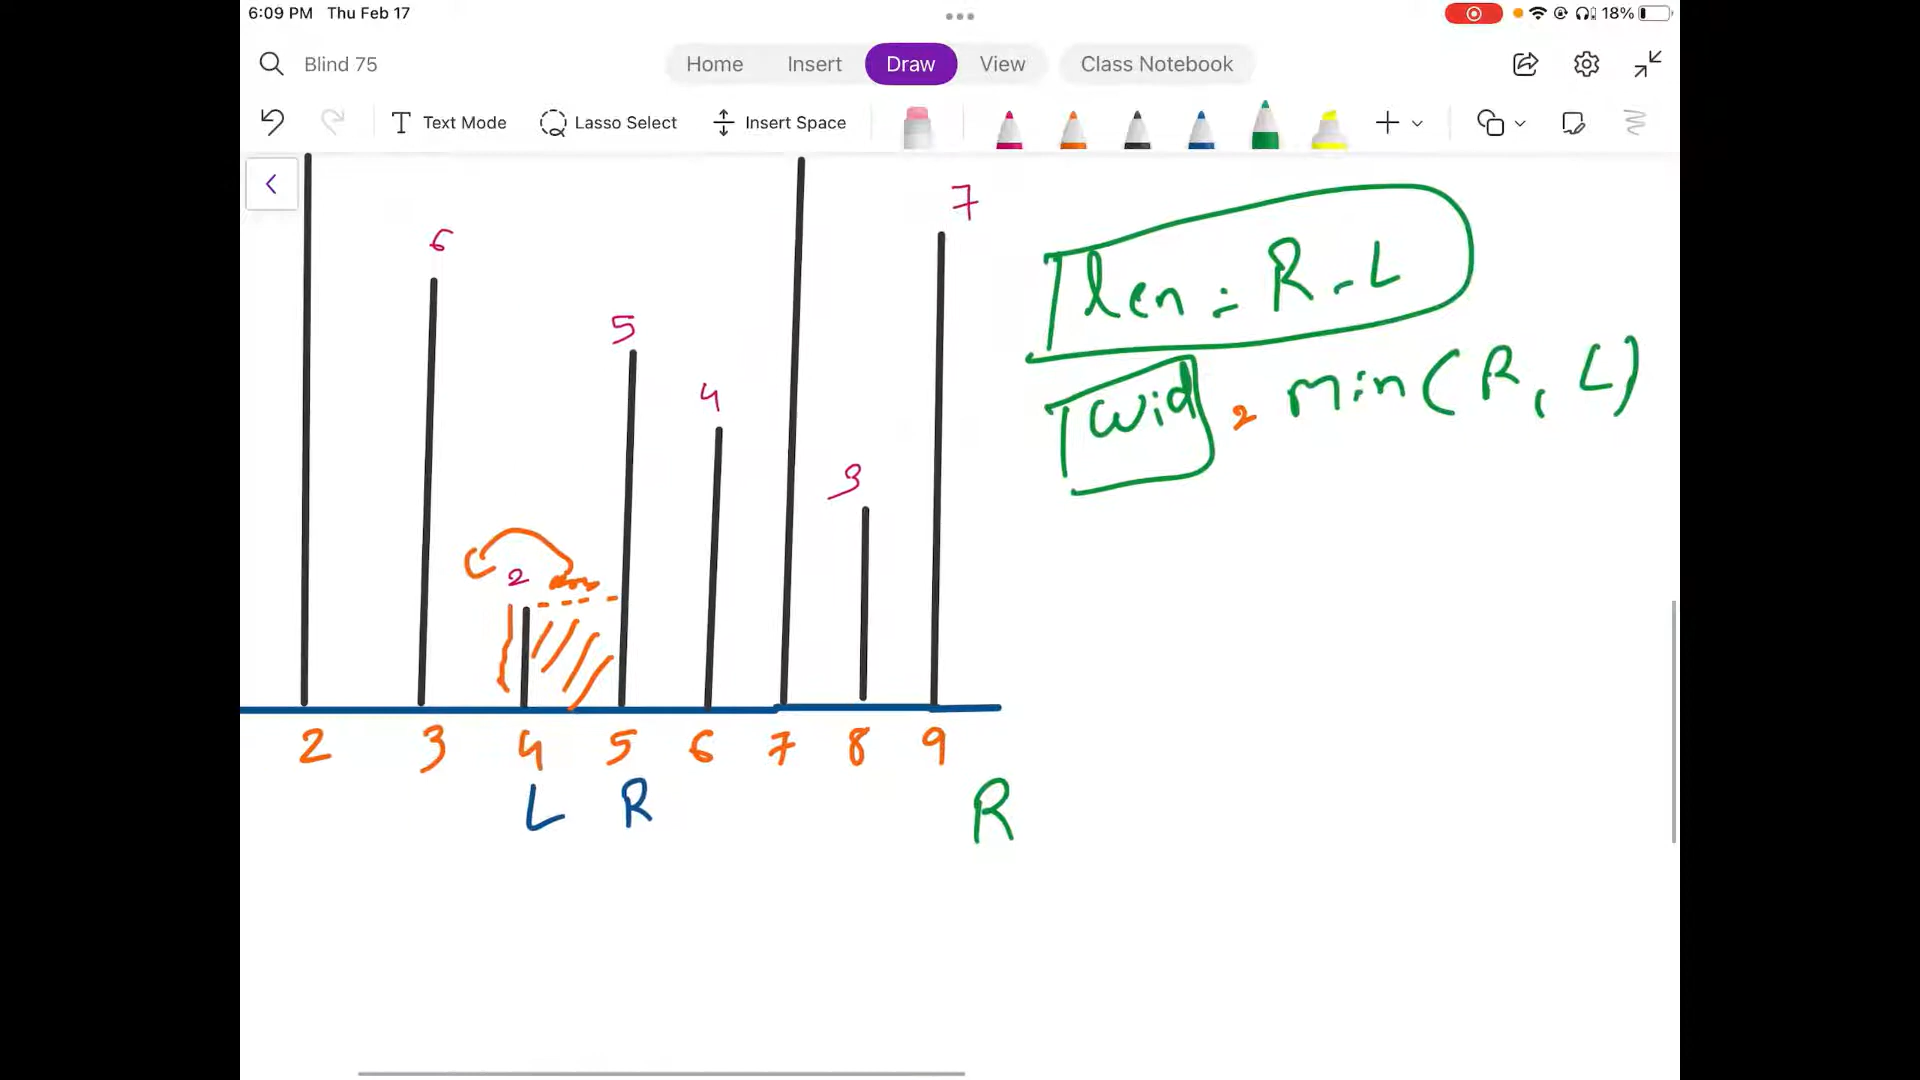 6:09 PM Thu Feb 17
18%
Blind 75
Home Insert Draw View Class Notebook
Text Mode Lasso Select Insert Space
7
6
len = R - L
5
wid = min(R, L)
4
3
2
2 3 4 5 6 7 8 9
L R R